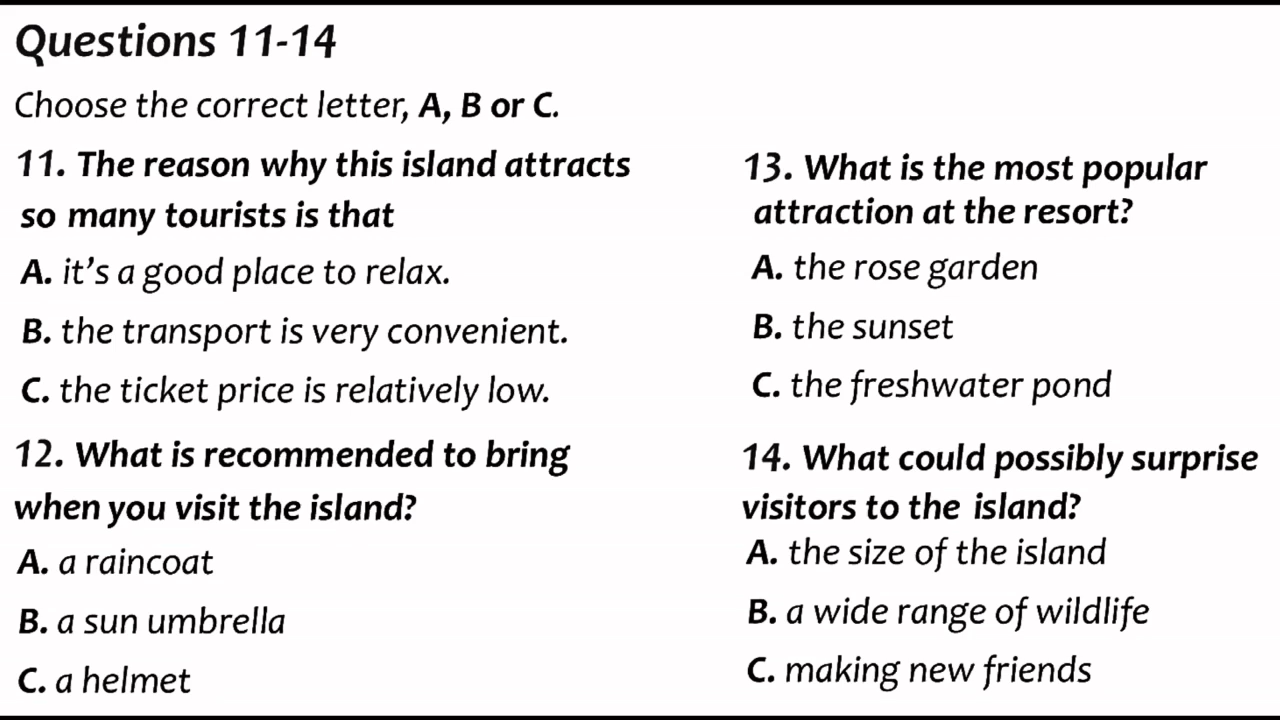 Questions 11-14
Choose the correct letter, A, B or C.
11. The reason why this island attracts
so many tourists is that
A. it's a good place to relax.
B. the transport is very convenient.
C. the ticket price is relatively low.
12. What is recommended to bring
when you visit the island?
A. a raincoat
B. a sun umbrella
C. a helmet
13. What is the most popular
attraction at the resort?
A. the rose garden
B. the sunset
C. the freshwater pond
14. What could possibly surprise
visitors to the island?
A. the size of the island
B. a wide range of wildlife
C. making new friends